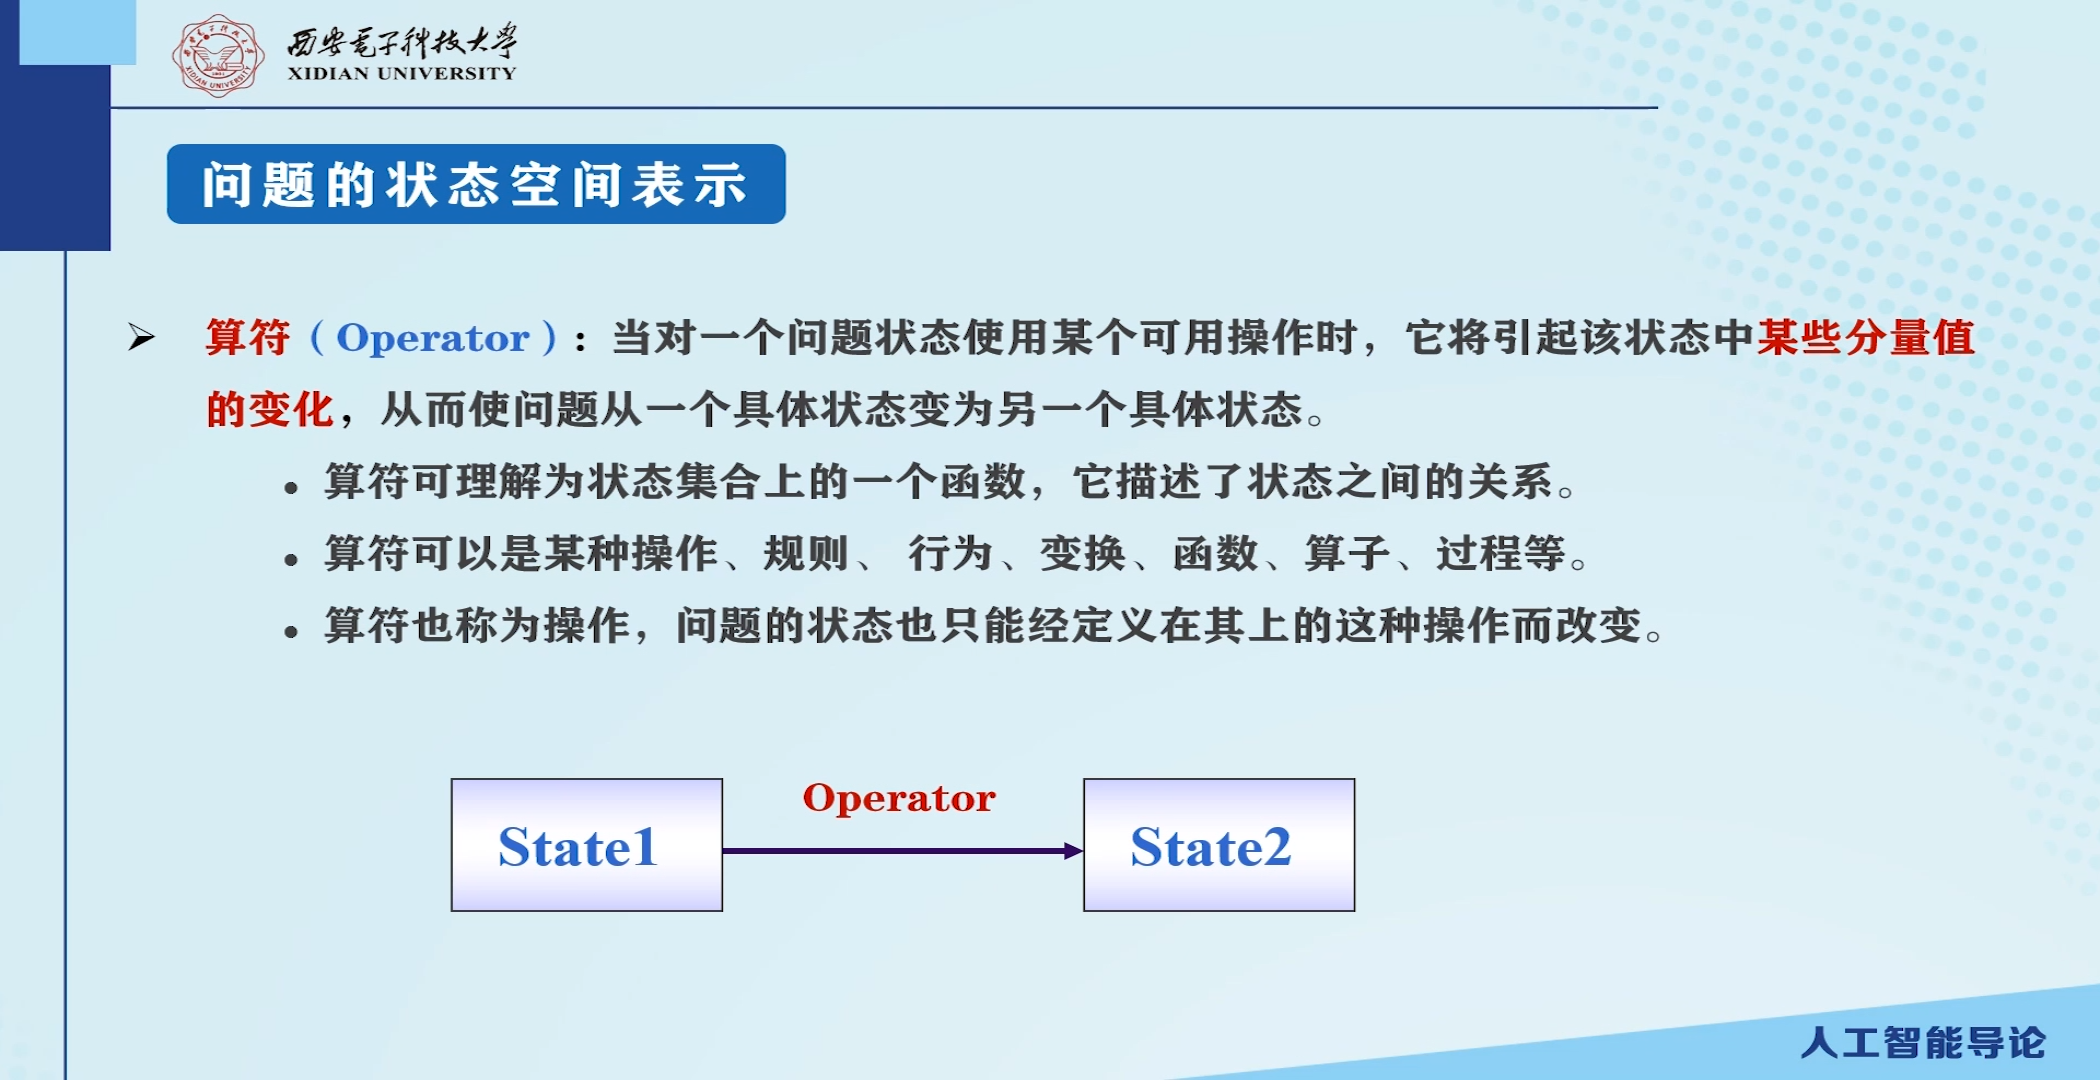 西安电子科技大学
XIDIAN UNIVERSITY
问题的状态空间表示
➢ 算符（Operator）：当对一个问题状态使用某个可用操作时，它将引起该状态中某些分量值
的变化，从而使问题从一个具体状态变为另一个具体状态。
• 算符可理解为状态集合上的一个函数，它描述了状态之间的关系。
• 算符可以是某种操作、规则、 行为、变换、函数、算子、过程等。
• 算符也称为操作，问题的状态也只能经定义在其上的这种操作而改变。
Operator
State1
State2
人工智能导论